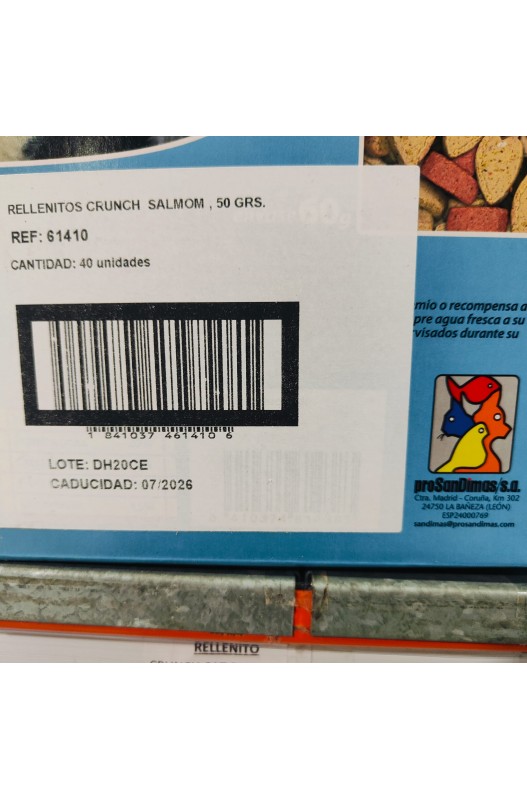 RELLENITOS CRUNCH SALMOM , 50 GRS.
REF: 61410
CANTIDAD: 40 unidades
1 841037 461410 6
LOTE: DH20CE
CADUCIDAD: 07/2026
mio o recompensa a
pre agua fresca a su
visados durante su
proSanDimas, s.a.
Ctra. Madrid - Coruña, Km 302
24750 LA BAÑEZA (LEÓN)
ESP24000769
sandimas@prosandimas.com
RELLENITO